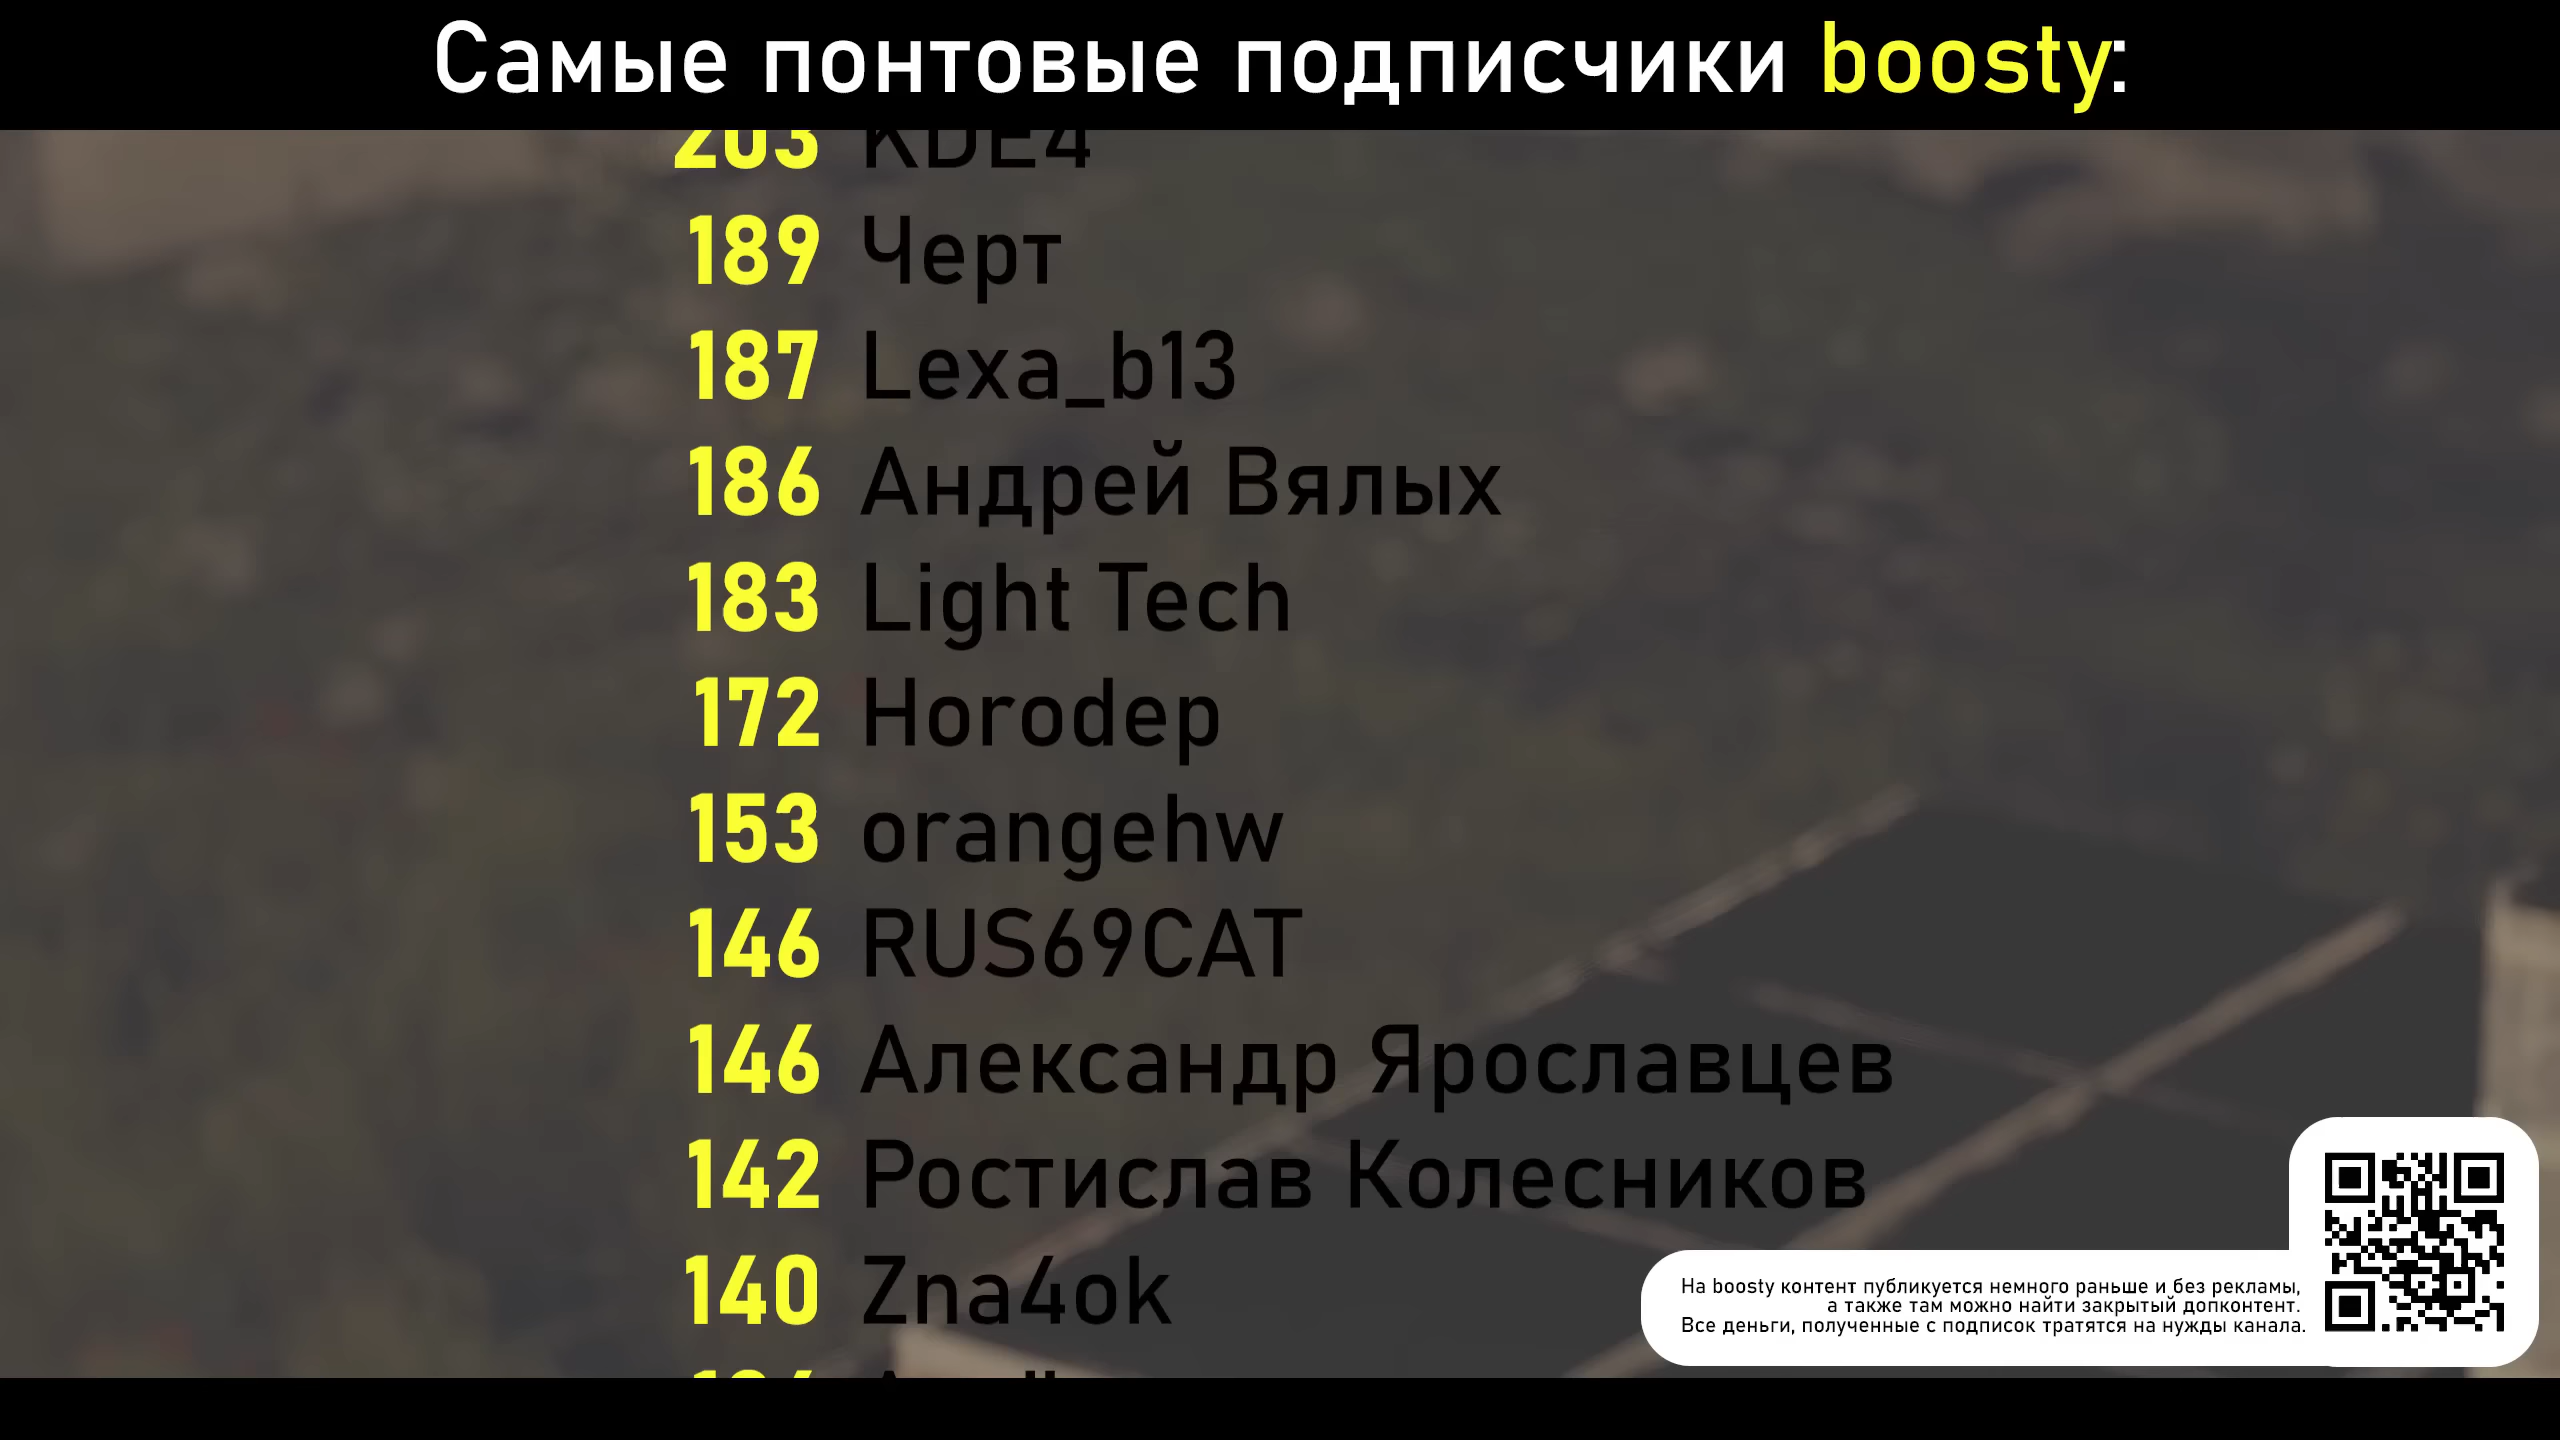 Самые понтовые подписчики boosty:
203 KDE4
189 Черт
187 Lexa_b13
186 Андрей Вялых
183 Light Tech
172 Horodep
153 orangehw
146 RUS69CAT
146 Александр Ярославцев
142 Ростислав Колесников
140 Zna4ok
На boosty контент публикуется немного раньше и без рекламы,
а также там можно найти закрытый допконтент.
Все деньги, полученные с подписок тратятся на нужды канала.